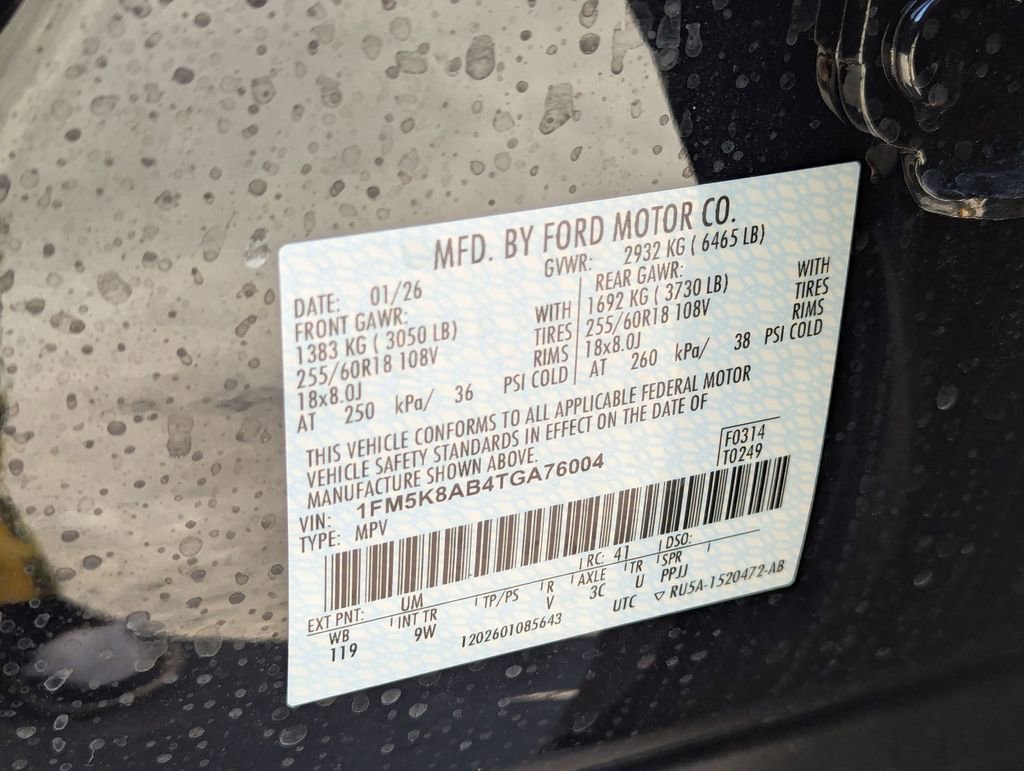 MFD. BY FORD MOTOR CO.
DATE: 01/26 GVWR: 2932 KG ( 6465 LB)
FRONT GAWR: WITH
1383 KG ( 3050 LB) TIRES
255/60R18 108V RIMS
18x8.0J
AT 250 kPa/ 36 PSI COLD
REAR GAWR: WITH
1692 KG ( 3730 LB) TIRES
255/60R18 108V RIMS
18x8.0J
AT 260 kPa/ 38 PSI COLD
THIS VEHICLE CONFORMS TO ALL APPLICABLE FEDERAL MOTOR
VEHICLE SAFETY STANDARDS IN EFFECT ON THE DATE OF
MANUFACTURE SHOWN ABOVE.
F0314
T0249
VIN: 1FM5K8AB4TGA76004
TYPE: MPV
EXT PNT: UM RC: 41 DSO:
WB INT TR TP/PS R AXLE TR SPR
119 9W V 3C U PPJJ
1202601085643 UTC ▽ RU5A-1520472-AB